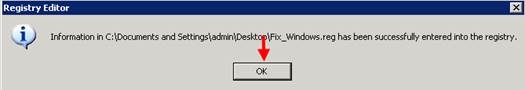 Registry Editor
Information in C:\Documents and Settings\admin\Desktop\Fix_Windows.reg has been successfully entered into the registry.
OK